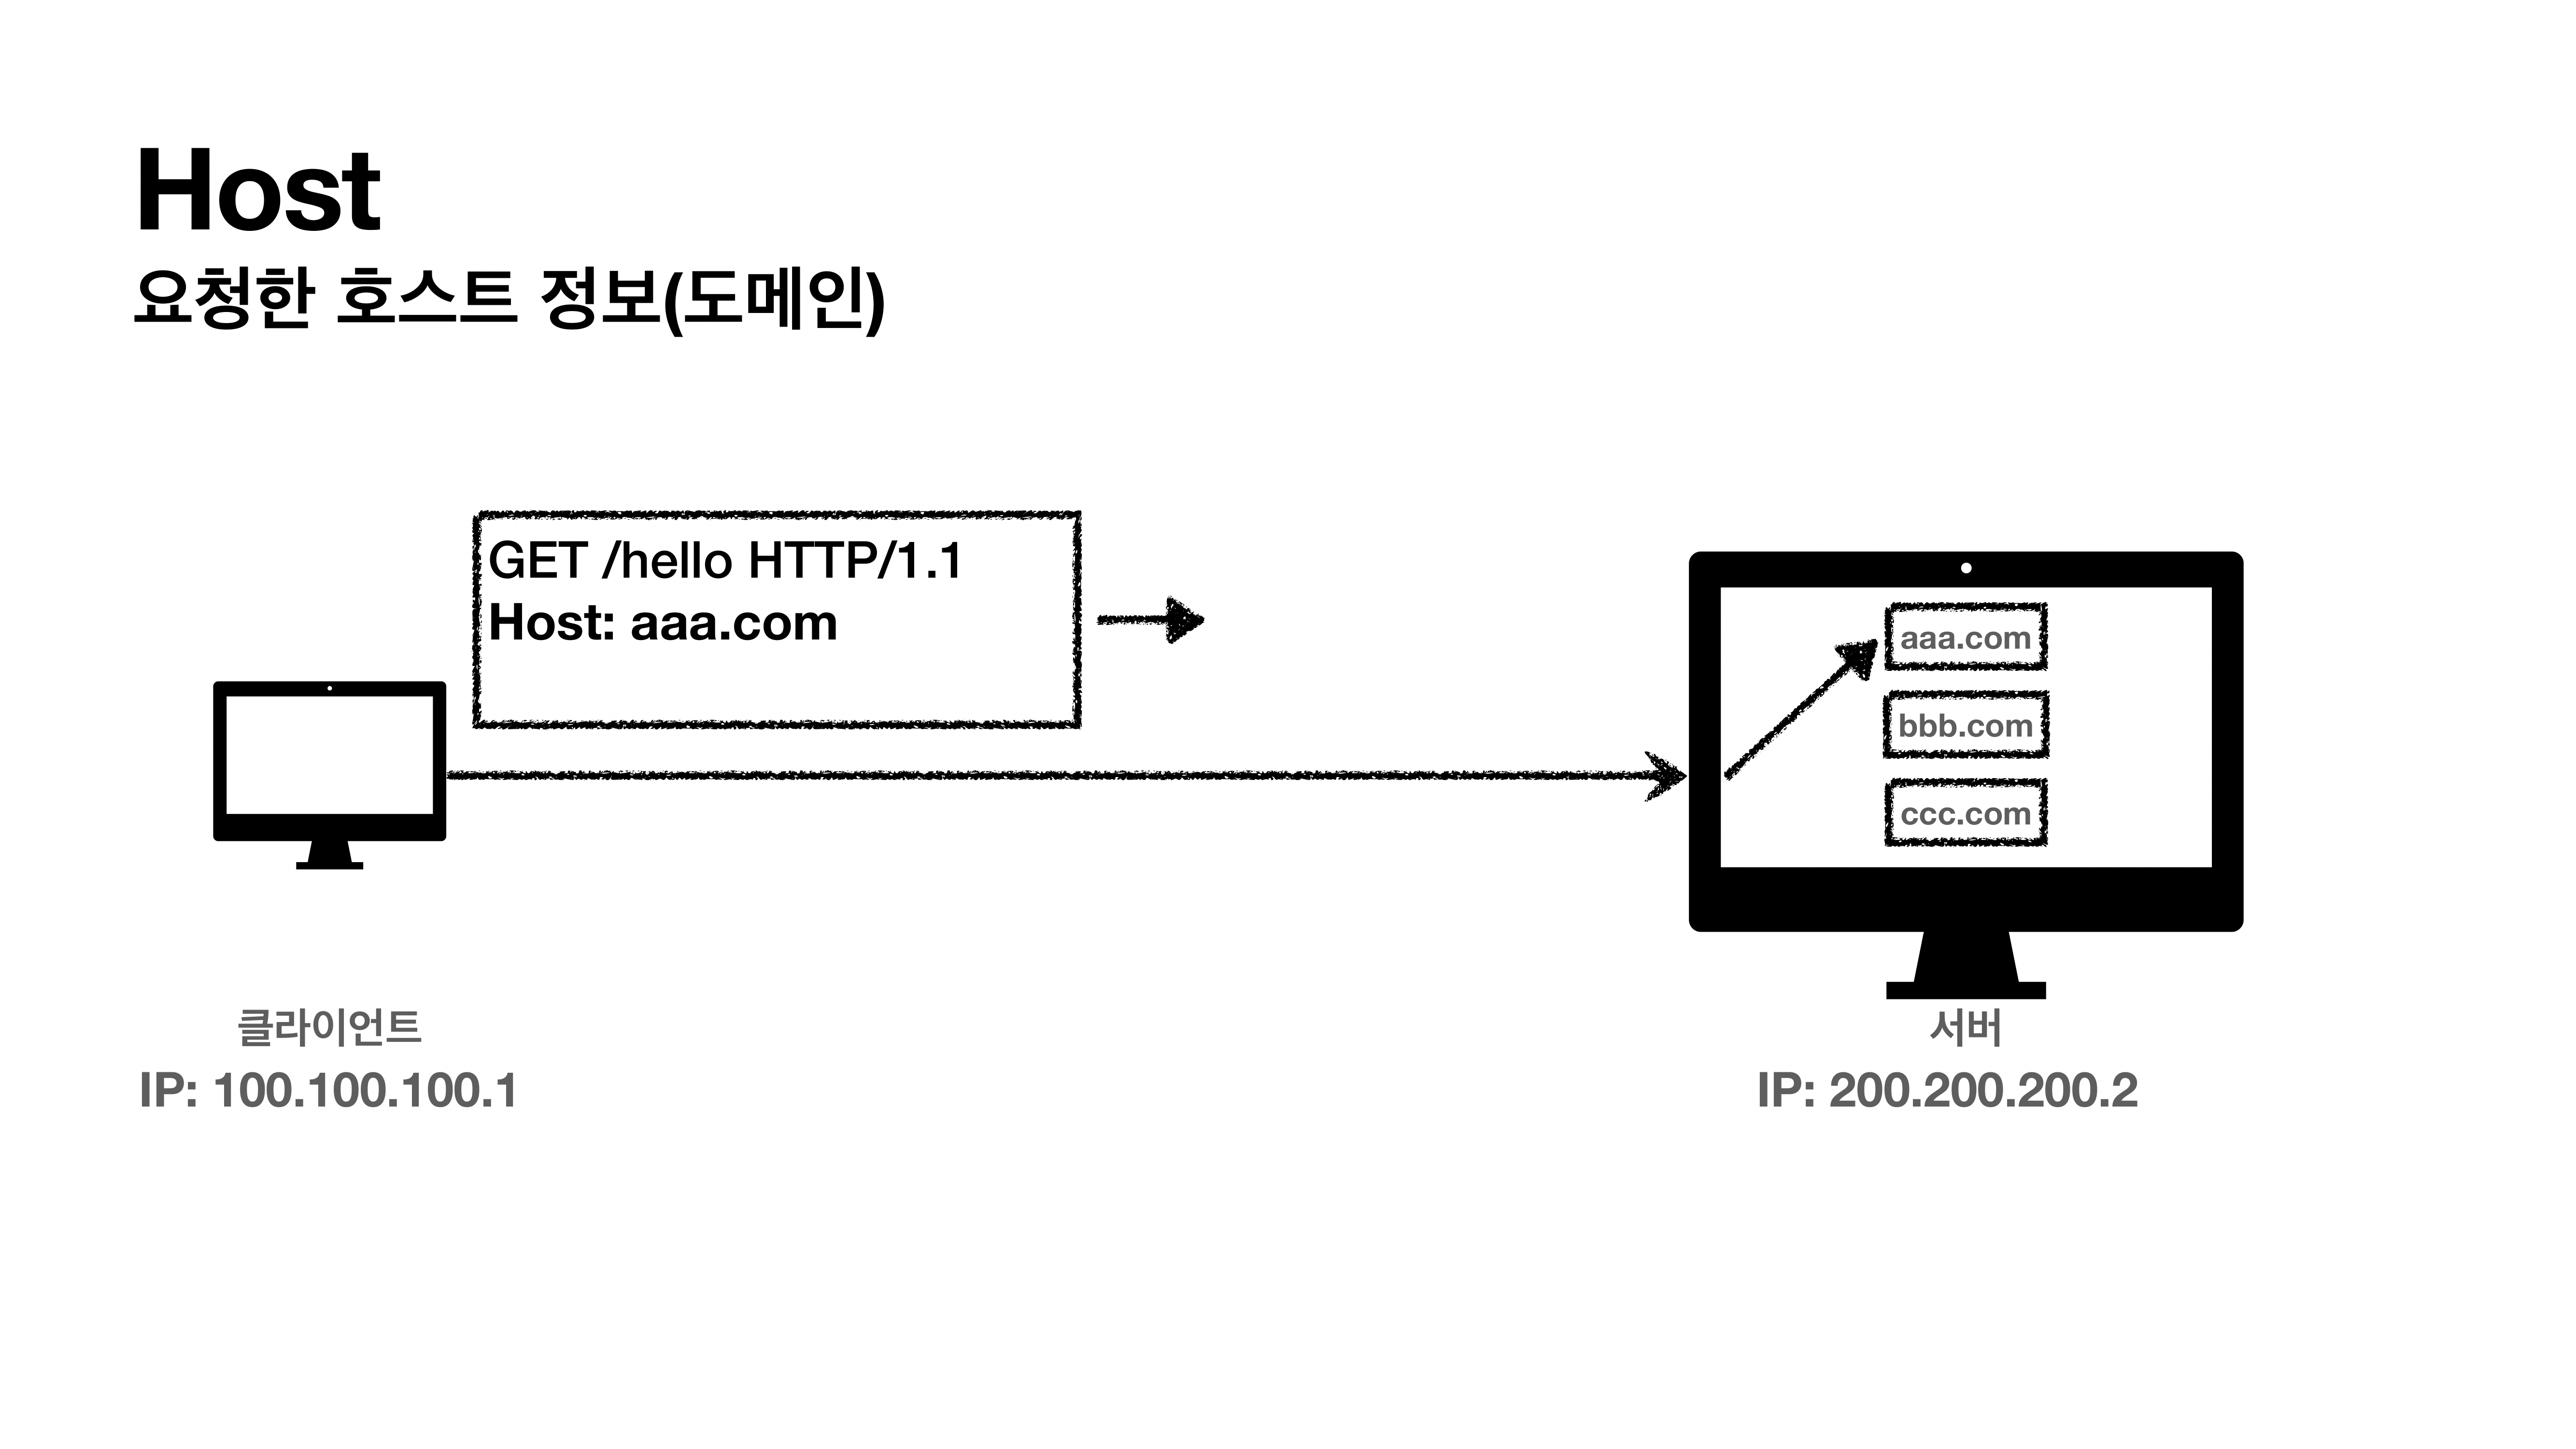 Host
요청한 호스트 정보(도메인)
GET /hello HTTP/1.1
Host: aaa.com
aaa.com
bbb.com
ccc.com
클라이언트
IP: 100.100.100.1
서버
IP: 200.200.200.2